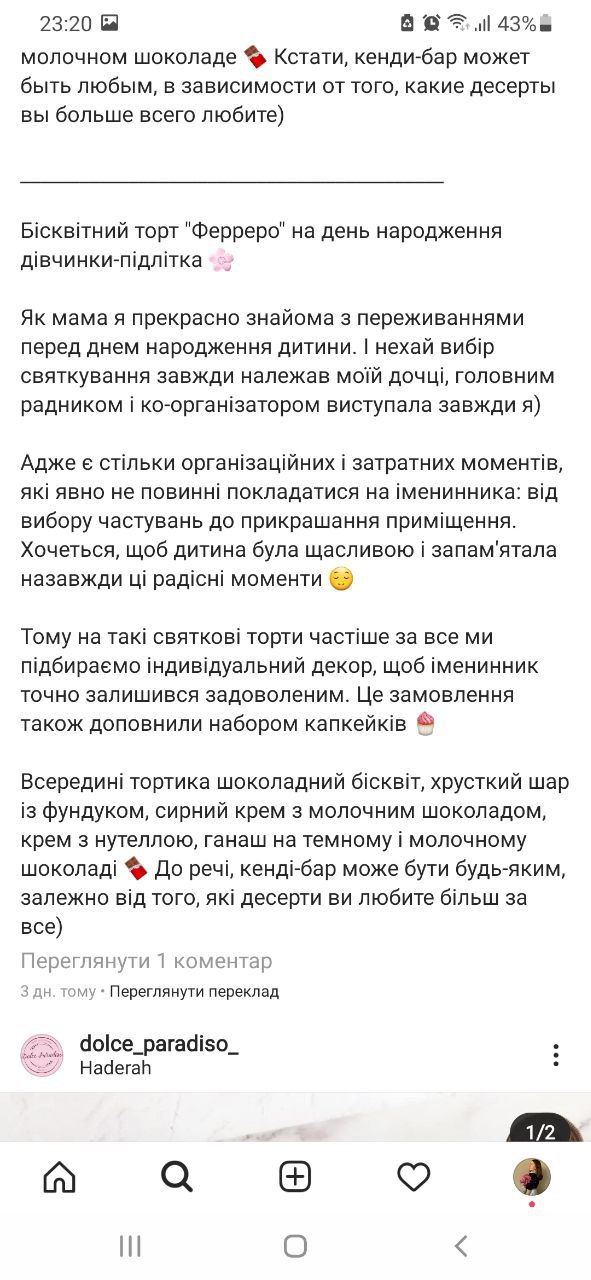 23:20 43%
молочном шоколаде 🍫 Кстати, кенди-бар может
быть любым, в зависимости от того, какие десерты
вы больше всего любите)
_______________________________________
Бісквітний торт "Ферреро" на день народження
дівчинки-підлітка 🌸
Як мама я прекрасно знайома з переживаннями
перед днем народження дитини. І нехай вибір
святкування завжди належав моїй дочці, головним
радником і ко-організатором виступала завжди я)
Адже є стільки організаційних і затратних моментів,
які явно не повинні покладатися на іменинника: від
вибору частувань до прикрашання приміщення.
Хочеться, щоб дитина була щасливою і запам'ятала
назавжди ці радісні моменти 😌
Тому на такі святкові торти частіше за все ми
підбираємо індивідуальний декор, щоб іменинник
точно залишився задоволеним. Це замовлення
також доповнили набором капкейків 🧁
Всередині тортика шоколадний бісквіт, хрусткий шар
із фундуком, сирний крем з молочним шоколадом,
крем з нутеллою, ганаш на темному і молочному
шоколаді 🍫 До речі, кенді-бар може бути будь-яким,
залежно від того, які десерти ви любите більш за
все)
Переглянути 1 коментар
3 дн. тому • Переглянути переклад
dolce_paradiso_
Haderah
1/2